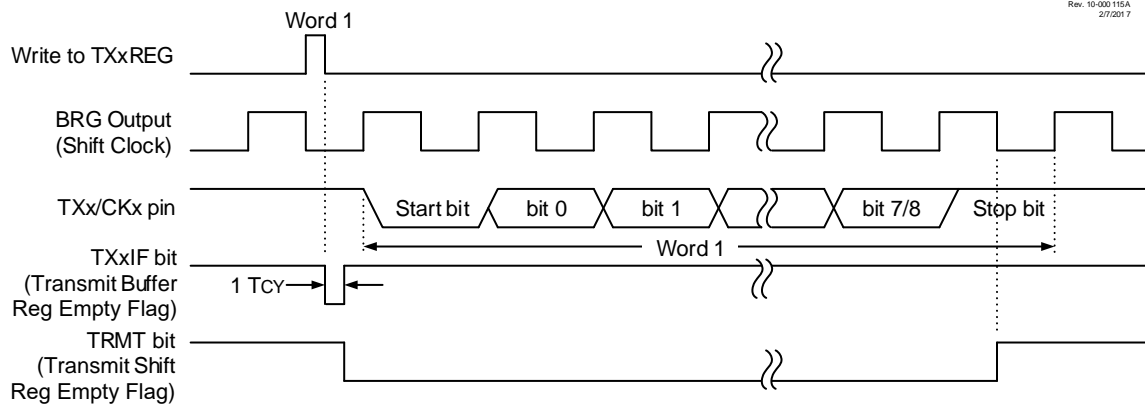 Rev. 10-000 115A
2/7/201 7
Word 1
Write to TXxREG
BRG Output
(Shift Clock)
TXx/CKx pin
Start bit
bit 0
bit 1
bit 7/8
Stop bit
Word 1
TXxIF bit
(Transmit Buffer
Reg Empty Flag)
1 TCY
TRMT bit
(Transmit Shift
Reg Empty Flag)